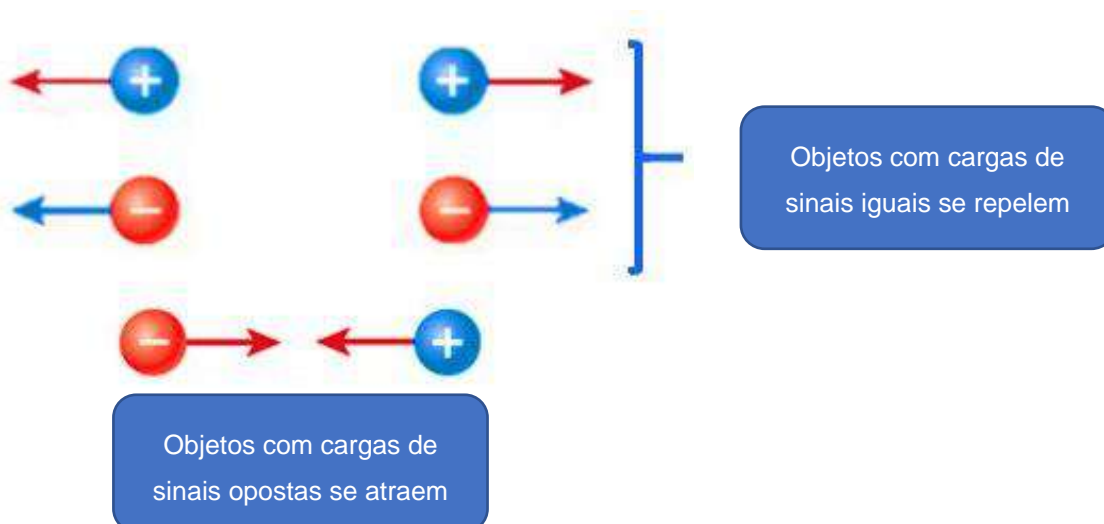 + +
Objetos com cargas de
sinais iguais se repelem
− −
− +
Objetos com cargas de
sinais opostas se atraem